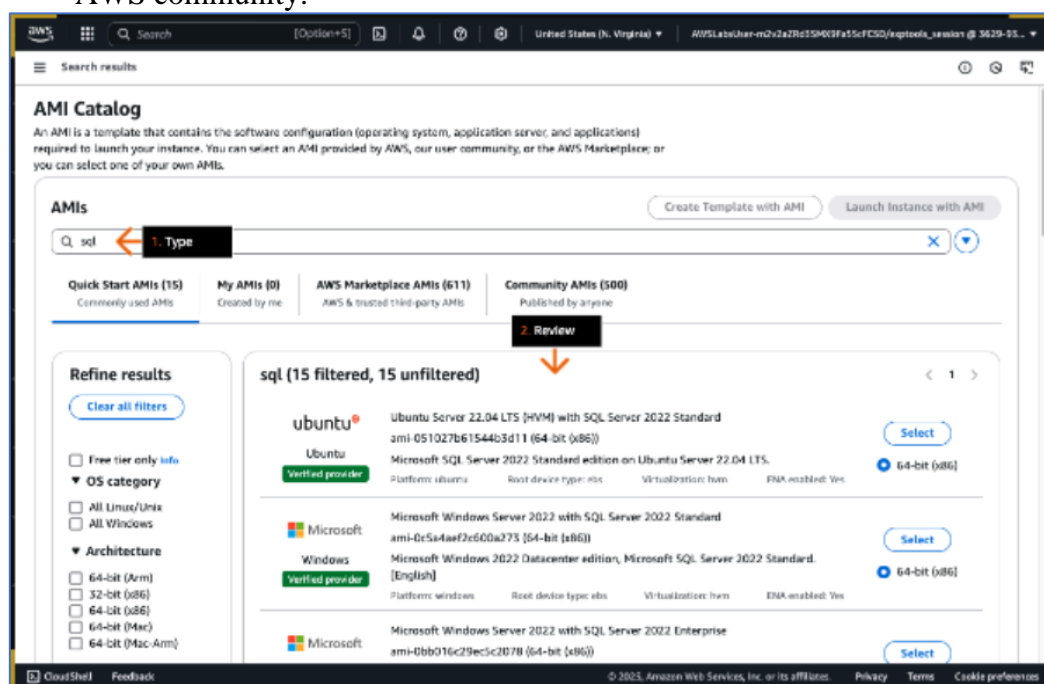 AWS community.
aws
Search
[Option+S]
United States (N. Virginia)
Search results
AMI Catalog
An AMI is a template that contains the software configuration (operating system, application server, and applications)
required to launch your instance. You can select an AMI provided by AWS, our user community, or the AWS Marketplace; or
you can select one of your own AMIs.
AMIs
Create Template with AMI
Launch Instance with AMI
sql
1. Type
Quick Start AMIs (15)
Commonly used AMIs
My AMIs (0)
Created by me
AWS Marketplace AMIs (611)
AWS & trusted third-party AMIs
Community AMIs (500)
Published by anyone
2. Review
Refine results
Clear all filters
Free tier only Info
OS category
All Linux/Unix
All Windows
Architecture
64-bit (Arm)
32-bit (x86)
64-bit (x86)
64-bit (Mac)
64-bit (Mac-Arm)
sql (15 filtered, 15 unfiltered)
1
ubuntu
Ubuntu
Verified provider
Ubuntu Server 22.04 LTS (HVM) with SQL Server 2022 Standard
ami-051027b61544b3d11 (64-bit (x86))
Microsoft SQL Server 2022 Standard edition on Ubuntu Server 22.04 LTS.
Platform: ubuntu Root device type: ebs Virtualization: hvm ENA enabled: Yes
Select
64-bit (x86)
Microsoft
Windows
Verified provider
Microsoft Windows Server 2022 with SQL Server 2022 Standard
ami-0c5a4aef2c600a273 (64-bit (x86))
Microsoft Windows 2022 Datacenter edition, Microsoft SQL Server 2022 Standard.
[English]
Platform: windows Root device type: ebs Virtualization: hvm ENA enabled: Yes
Select
64-bit (x86)
Microsoft
Microsoft Windows Server 2022 with SQL Server 2022 Enterprise
ami-0bb016c29ec5c2078 (64-bit (x86))
Select
CloudShell Feedback
© 2025, Amazon Web Services, Inc. or its affiliates. Privacy Terms Cookie preferences